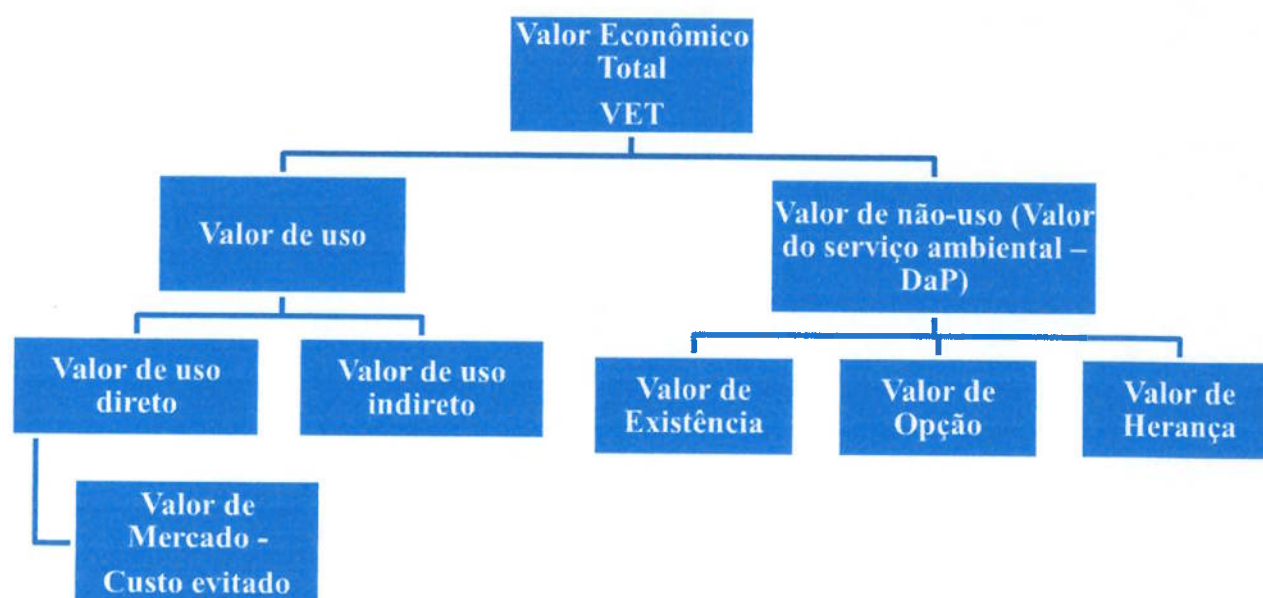 Valor Econômico
Total
VET
Valor de uso
Valor de não-uso (Valor
do serviço ambiental –
DaP)
Valor de uso
direto
Valor de uso
indireto
Valor de
Existência
Valor de
Opção
Valor de
Herança
Valor de
Mercado -
Custo evitado